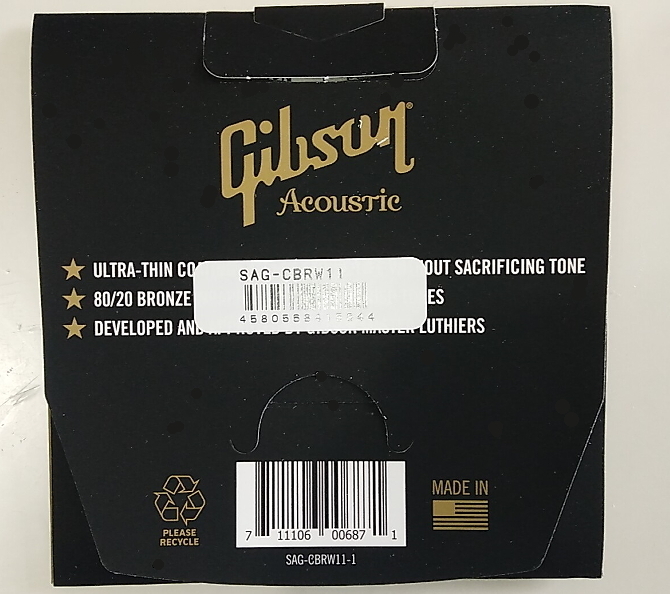 Gibson
Acoustic
SAG-CBRW11
★ ULTRA-THIN CO OUT SACRIFICING TONE
★ 80/20 BRONZE ES
★ DEVELOPED AND APPROVED BY GIBSON MASTER LUTHIERS
PLEASE
RECYCLE
7 11106 00687 1
SAG-CBRW11-1
MADE IN